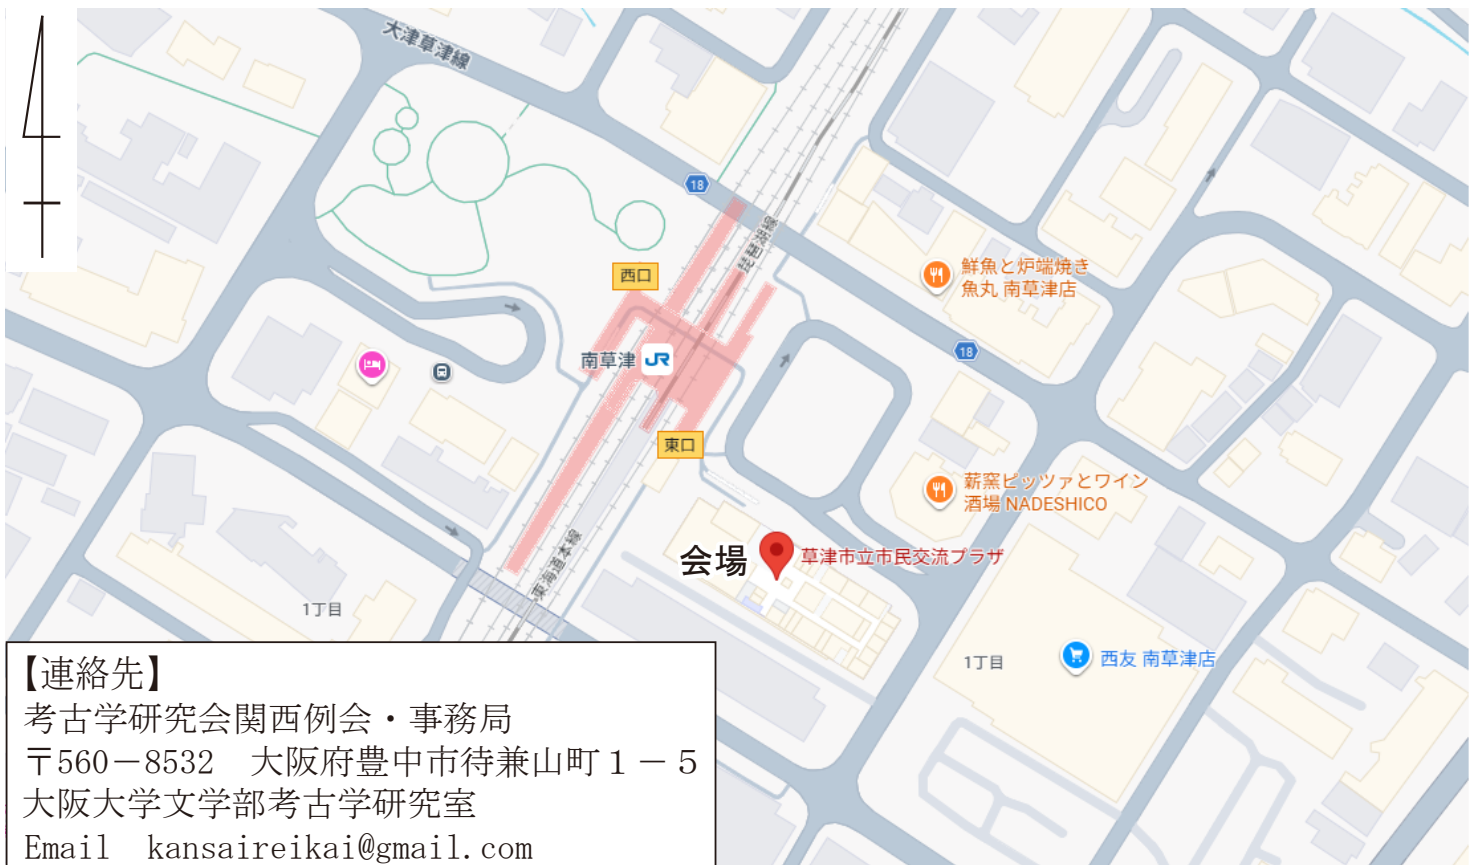 大津草津線
18
琵琶湖線
西口
鮮魚と炉端焼き
魚丸 南草津店
18
南草津 JR
東口
薪窯ピッツァとワイン
酒場 NADESHICO
東海道本線
会場
草津市立市民交流プラザ
1丁目
1丁目
西友 南草津店
【連絡先】
考古学研究会関西例会・事務局
〒560－8532　大阪府豊中市待兼山町１－５
大阪大学文学部考古学研究室
Email　kansaireikai@gmail.com